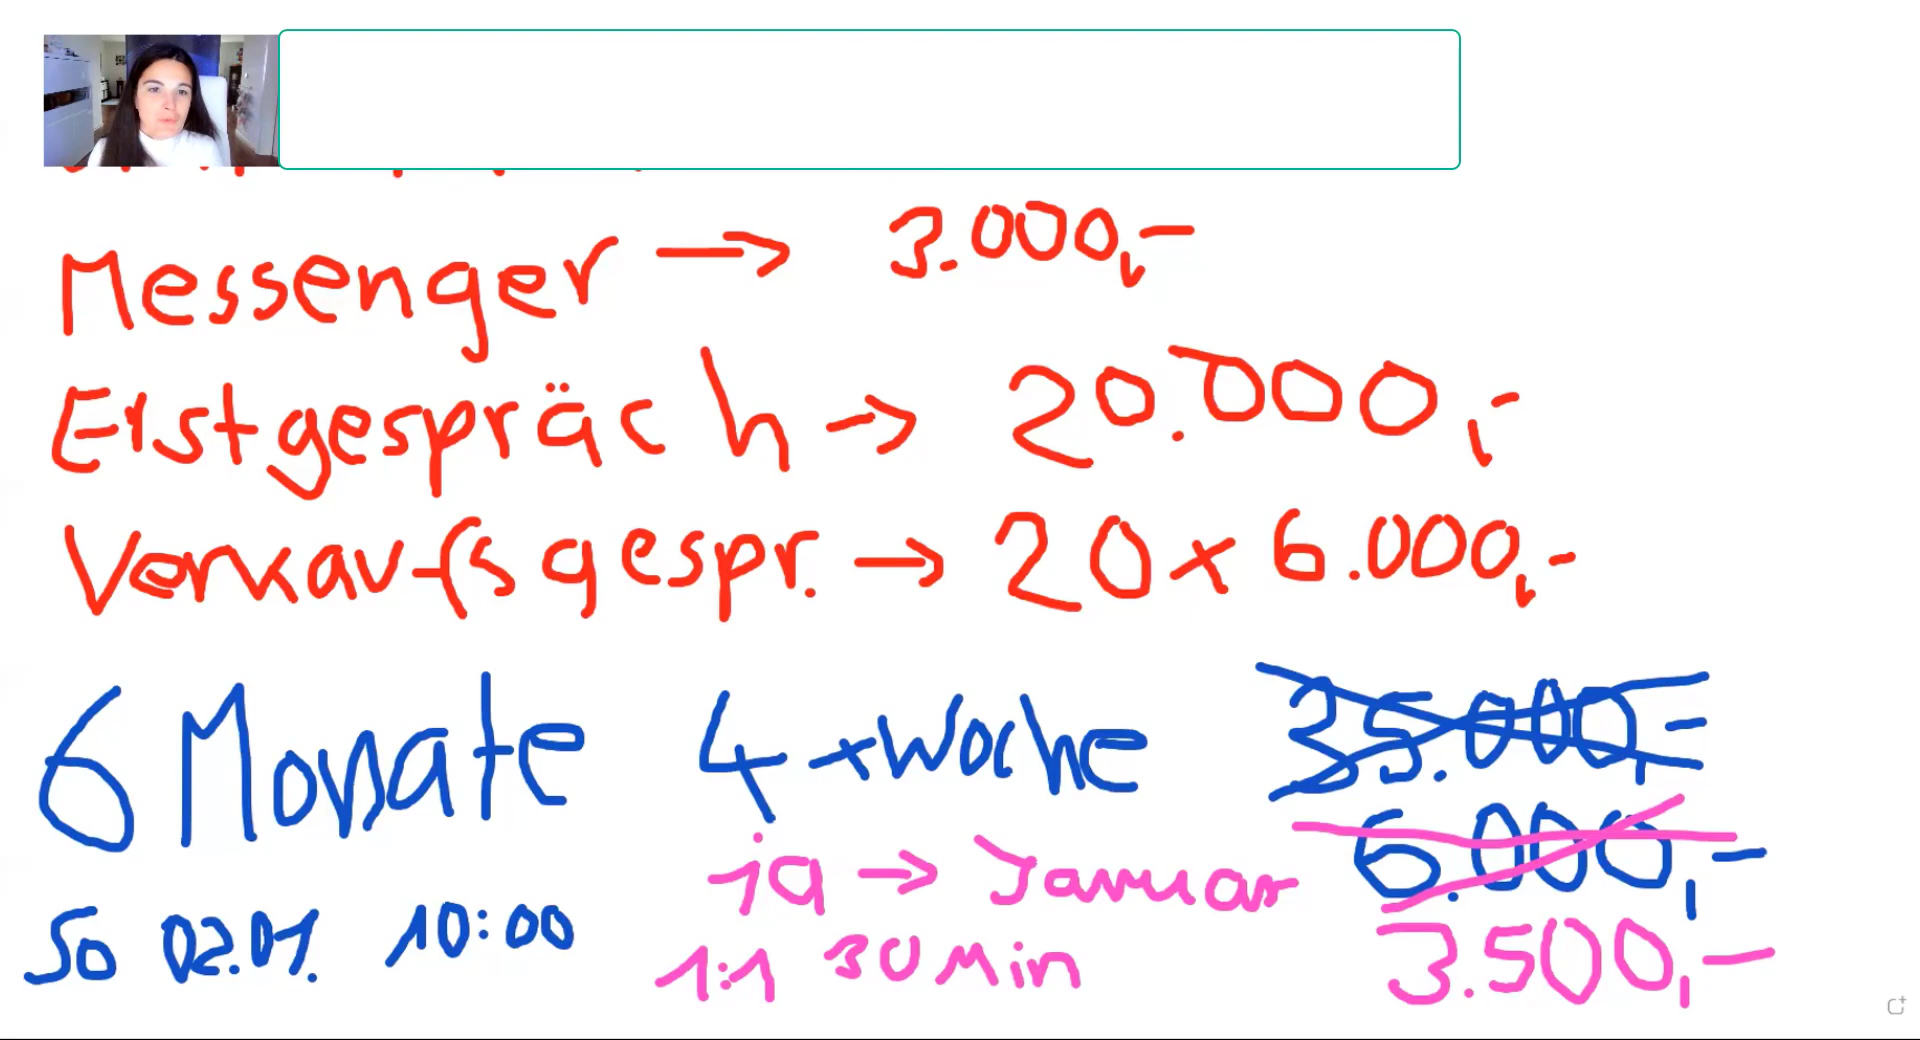 Messenger → 3.000,-
Erstgespräch → 20.000,-
Verkaufsgespr. → 20 x 6.000,-
6 Monate 4 x Woche 35.000,-
6.000,-
ja → Januar
So 02.01. 10:00
1:1 30 Min 3.500,-